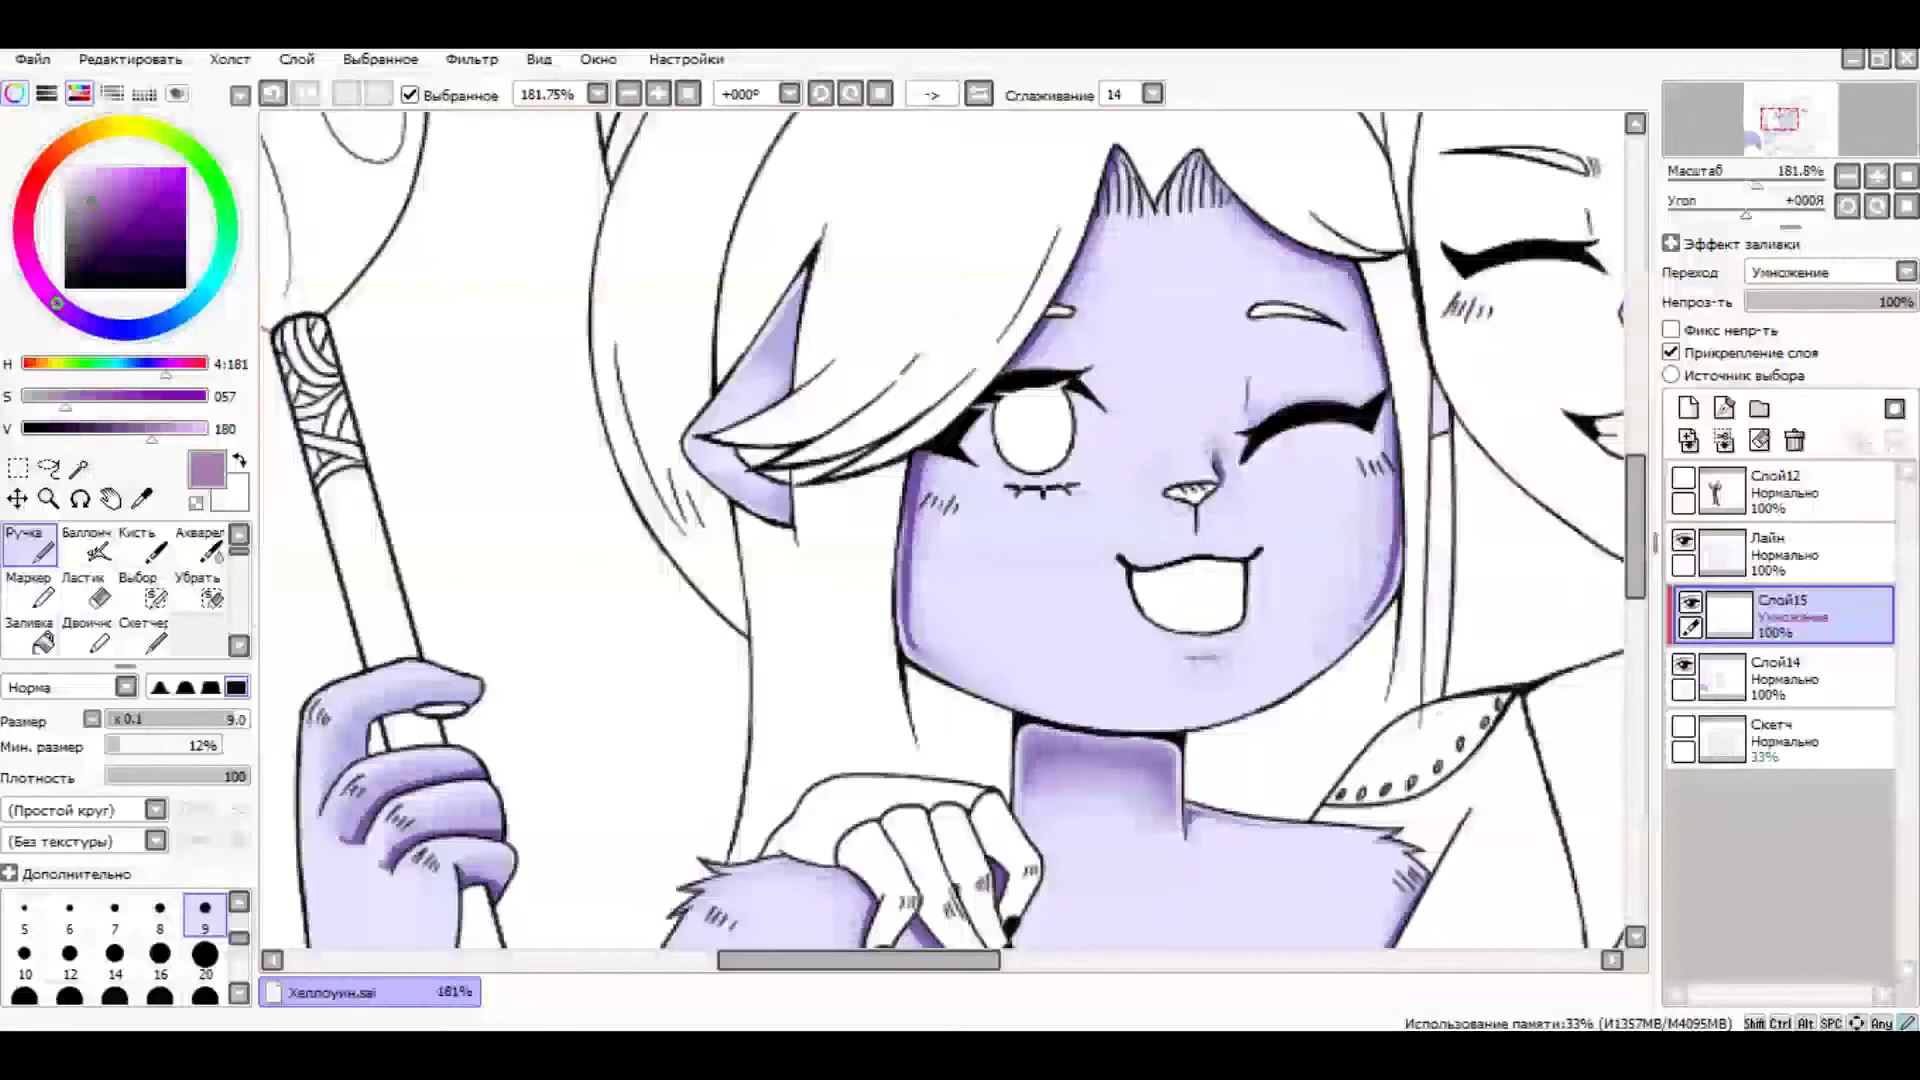 Файл Редактировать Холст Слой Выбранное Фильтр Вид Окно Настройки
Выбранное 181.75% +000º -> Сглаживание 14
Масштаб 181.8%
Угол +000Я
Эффект заливки
Переход Умножение
Непроз-ть 100%
Фикс непр-ть
Прикрепление слоя
Источник выбора
H 4:181
S 057
V 180
Ручка Баллонч Кисть Акварел
Маркер Ластик Выбор Убрать
Заливка Двоичнс Скетчер
Норма
Размер x 0.1 9.0
Мин. размер 12%
Плотность 100
(Простой круг)
(Без текстуры)
Дополнительно
5 6 7 8 9
10 12 14 16 20
Слой12
Нормально
100%
Лайн
Нормально
100%
Слой15
Умножение
100%
Слой14
Нормально
100%
Скетч
Нормально
33%
Хеллоуин.sai 181%
Использование памяти:33% (И1357MB/M4095MB) Shift Ctrl Alt SPC Any